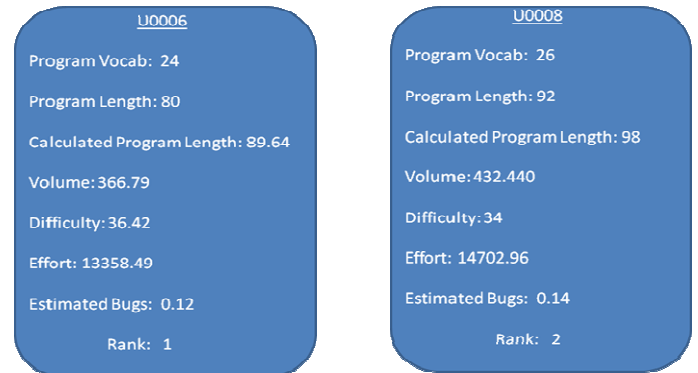 U0006
Program Vocab: 24
Program Length: 80
Calculated Program Length: 89.64
Volume: 366.79
Difficulty: 36.42
Effort: 13358.49
Estimated Bugs: 0.12
Rank: 1
U0008
Program Vocab: 26
Program Length: 92
Calculated Program Length: 98
Volume: 432.440
Difficulty: 34
Effort: 14702.96
Estimated Bugs: 0.14
Rank: 2